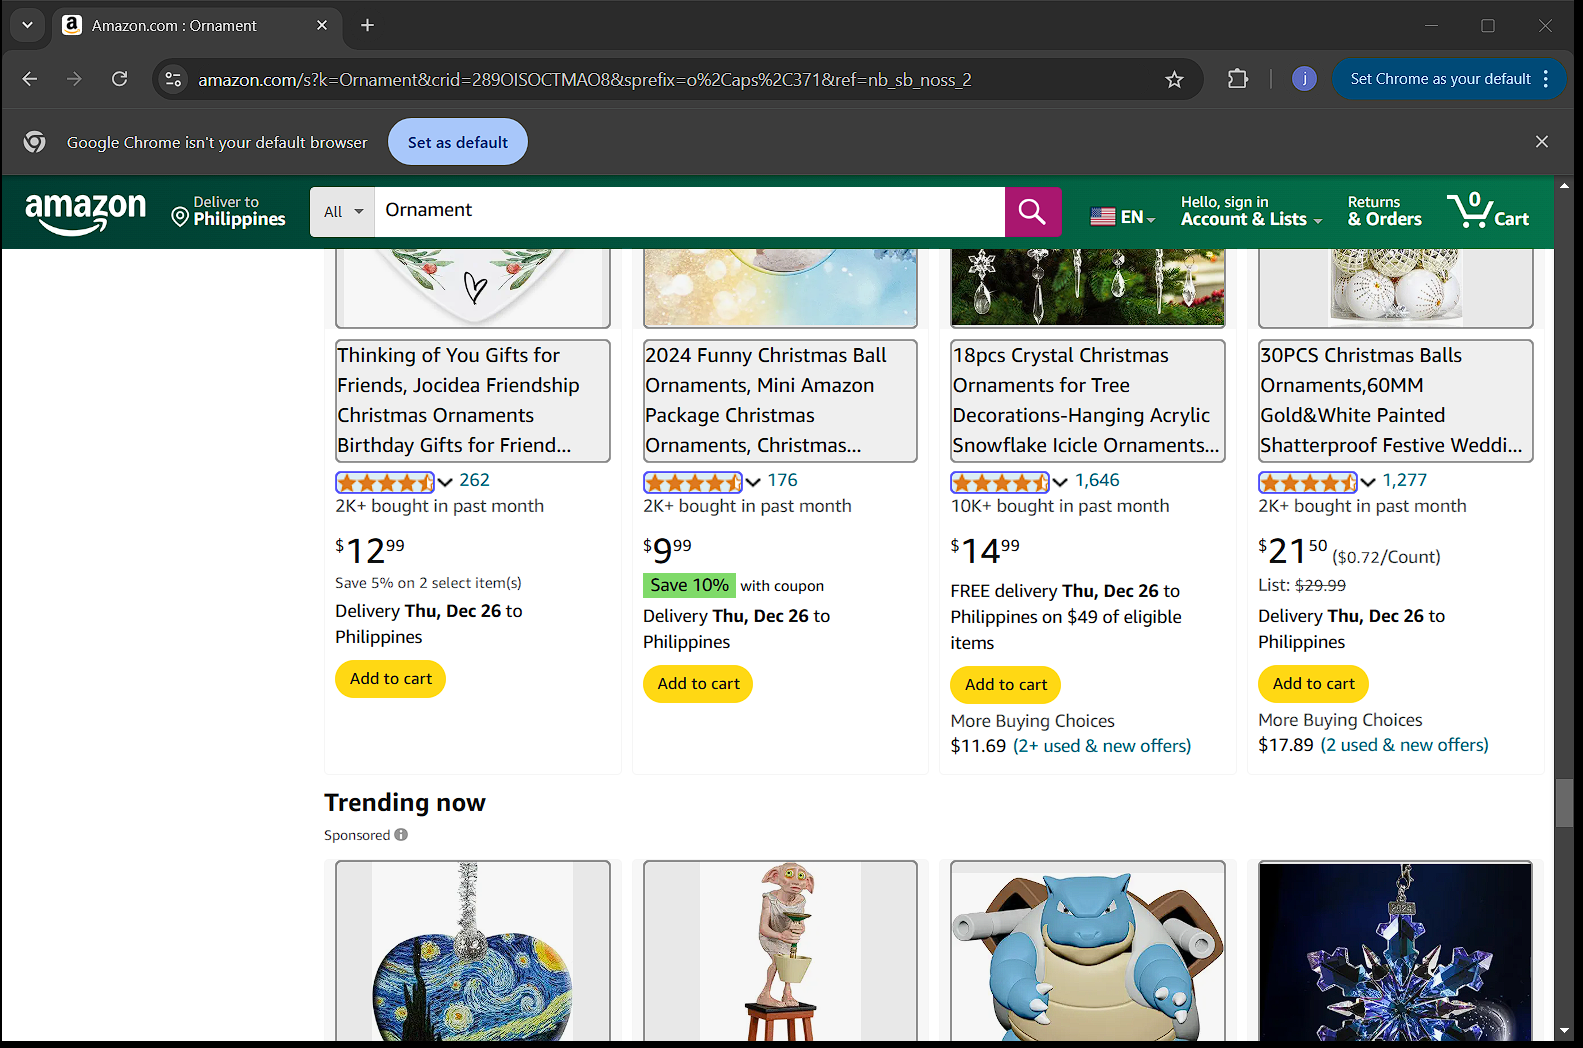 Amazon.com : Ornament
amazon.com/s?k=Ornament&crid=289OISOCTMAO8&sprefix=o%2Caps%2C371&ref=nb_sb_noss_2
j
Set Chrome as your default
Google Chrome isn't your default browser
Set as default
amazon
Deliver to
Philippines
All
Ornament
EN
Hello, sign in
Account & Lists
Returns
& Orders
0
Cart
Thinking of You Gifts for
Friends, Jocidea Friendship
Christmas Ornaments
Birthday Gifts for Friend...
262
2K+ bought in past month
$12 99
Save 5% on 2 select item(s)
Delivery Thu, Dec 26 to
Philippines
Add to cart
2024 Funny Christmas Ball
Ornaments, Mini Amazon
Package Christmas
Ornaments, Christmas...
176
2K+ bought in past month
$9 99
Save 10% with coupon
Delivery Thu, Dec 26 to
Philippines
Add to cart
18pcs Crystal Christmas
Ornaments for Tree
Decorations-Hanging Acrylic
Snowflake Icicle Ornaments...
1,646
10K+ bought in past month
$14 99
FREE delivery Thu, Dec 26 to
Philippines on $49 of eligible
items
Add to cart
More Buying Choices
$11.69 (2+ used & new offers)
30PCS Christmas Balls
Ornaments,60MM
Gold&White Painted
Shatterproof Festive Weddi...
1,277
2K+ bought in past month
$21 50 ($0.72/Count)
List: $29.99
Delivery Thu, Dec 26 to
Philippines
Add to cart
More Buying Choices
$17.89 (2 used & new offers)
Trending now
Sponsored
2024